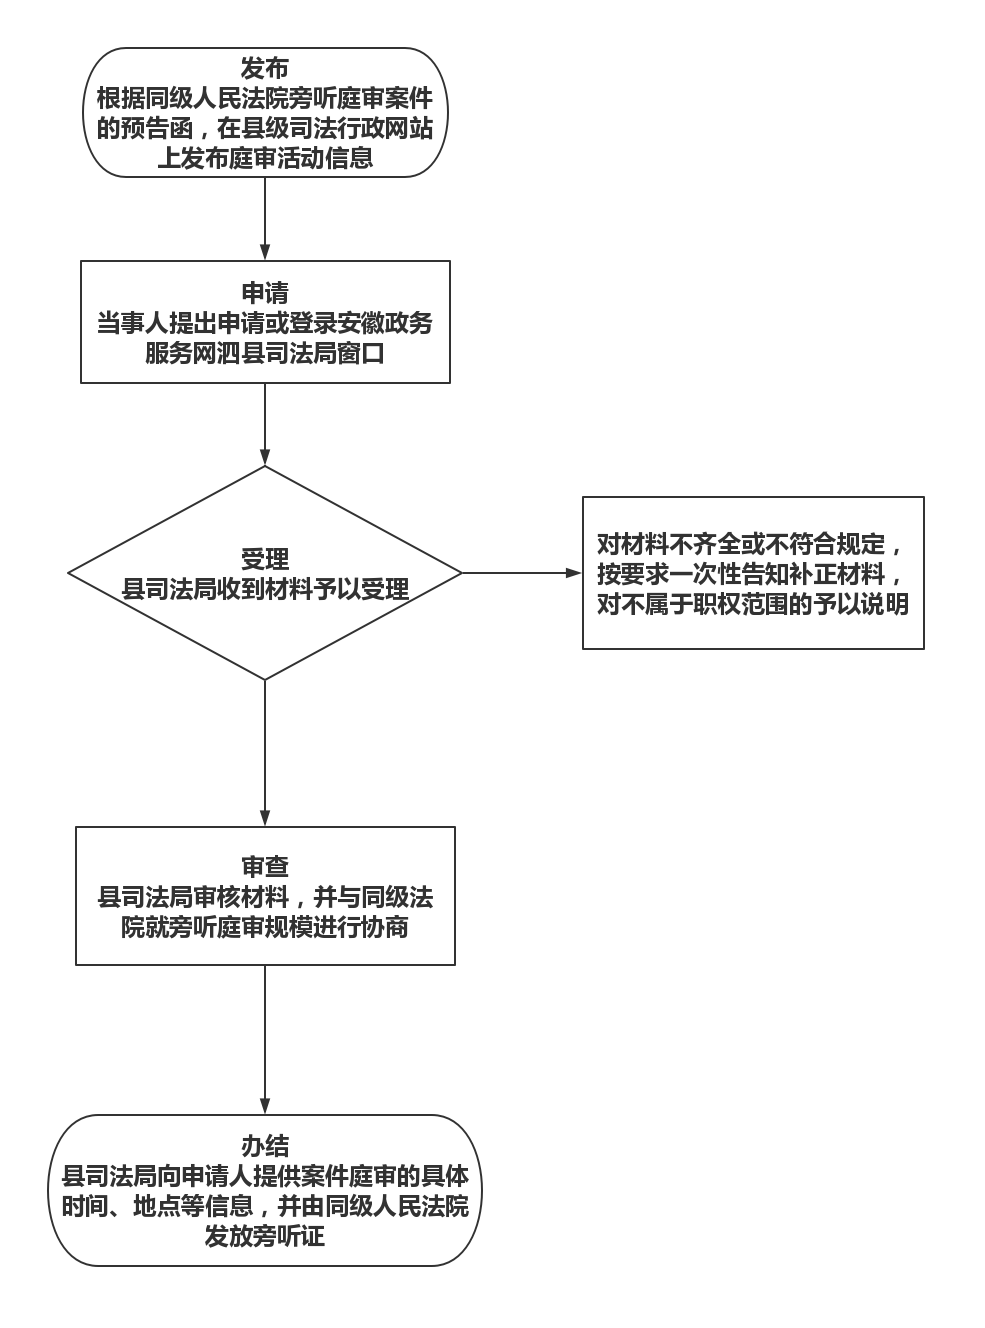 发布
根据同级人民法院旁听庭审案件
的预告函，在县级司法行政网站
上发布庭审活动信息
申请
当事人提出申请或登录安徽政务
服务网泗县司法局窗口
受理
县司法局收到材料予以受理
对材料不齐全或不符合规定，
按要求一次性告知补正材料，
对不属于职权范围的予以说明
审查
县司法局审核材料，并与同级法
院就旁听庭审规模进行协商
办结
县司法局向申请人提供案件庭审的具体
时间、地点等信息，并由同级人民法院
发放旁听证